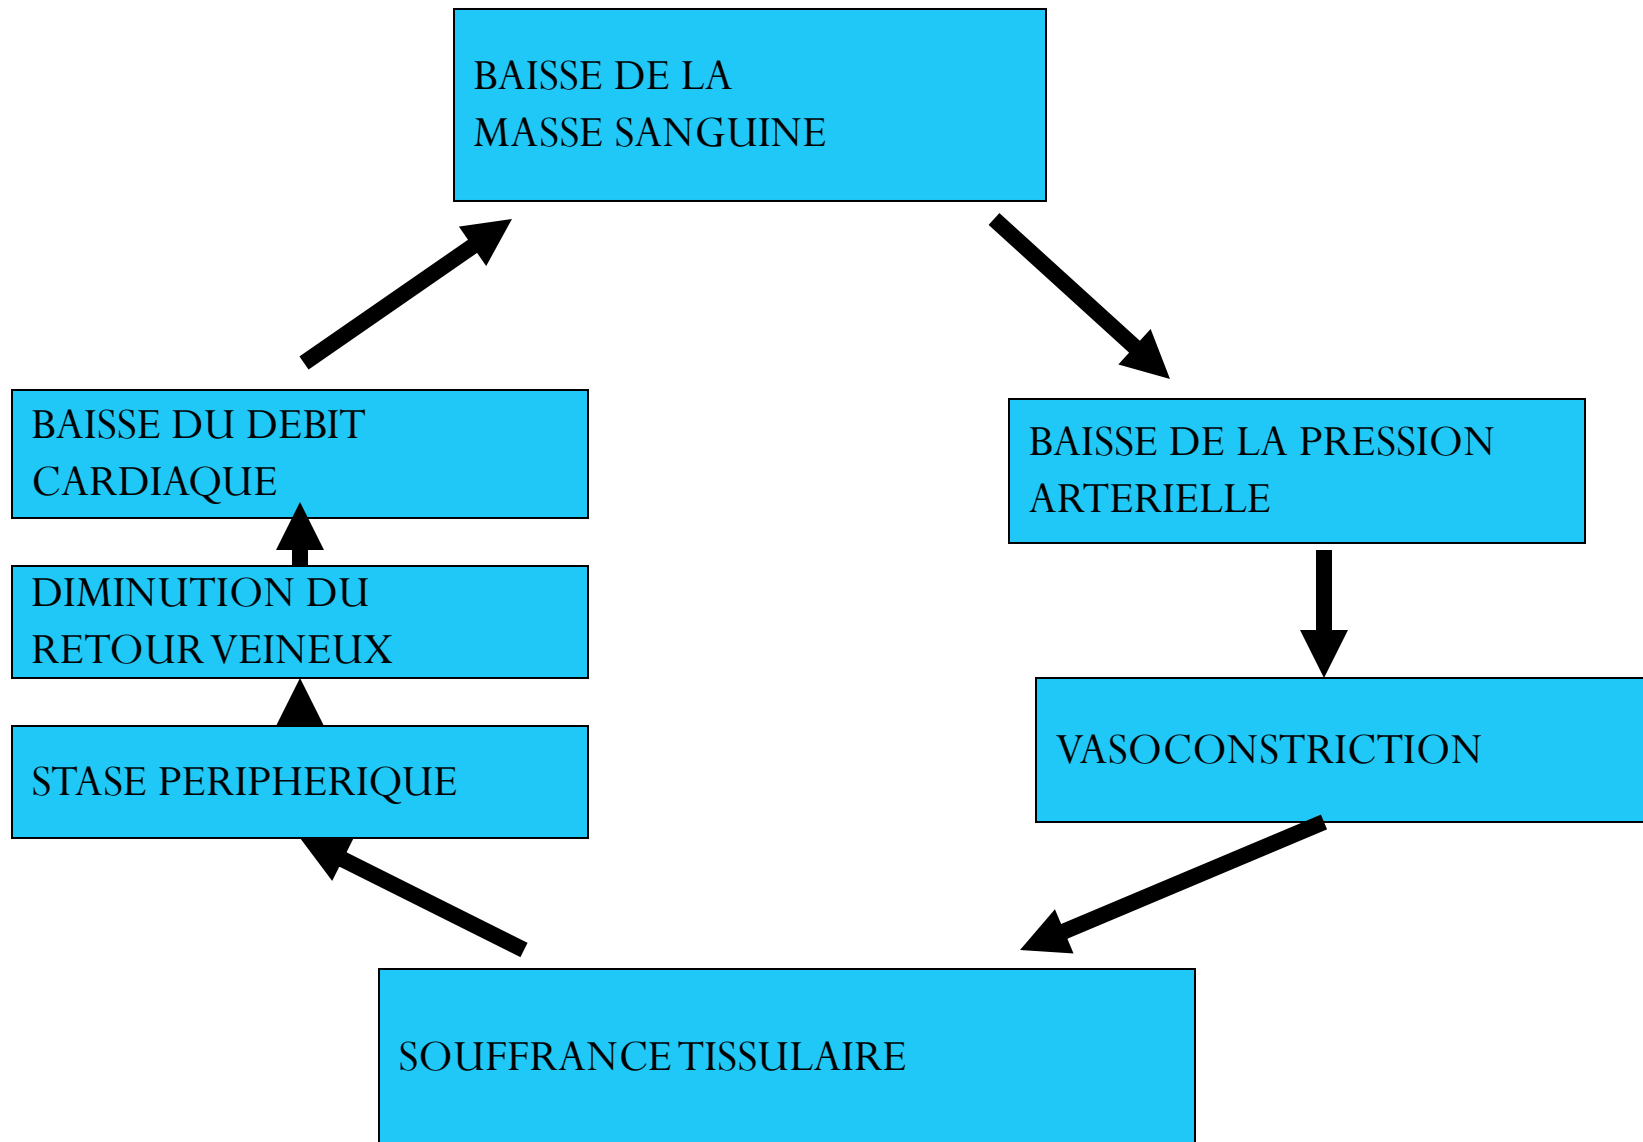 BAISSE DE LA
MASSE SANGUINE
BAISSE DU DEBIT
CARDIAQUE
BAISSE DE LA PRESSION
ARTERIELLE
DIMINUTION DU
RETOUR VEINEUX
VASOCONSTRICTION
STASE PERIPHERIQUE
SOUFFRANCE TISSULAIRE